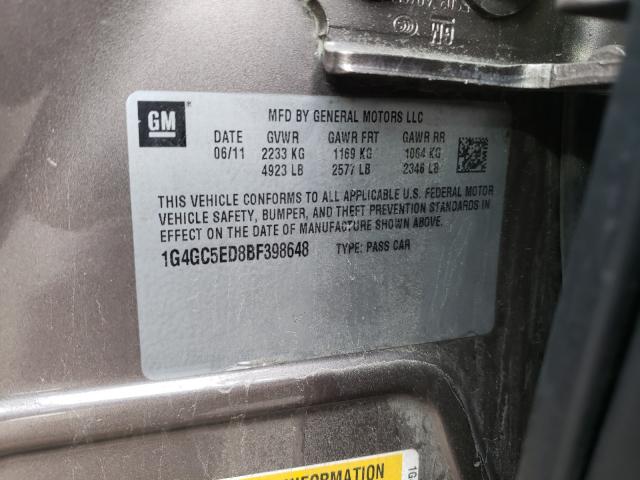 GM
GM
MFD BY GENERAL MOTORS LLC
DATE GVWR GAWR FRT GAWR RR
06/11 2233 KG 1169 KG 1064 KG
4923 LB 2577 LB 2346 LB
THIS VEHICLE CONFORMS TO ALL APPLICABLE U.S. FEDERAL MOTOR
VEHICLE SAFETY, BUMPER, AND THEFT PREVENTION STANDARDS IN
EFFECT ON THE DATE OF MANUFACTURE SHOWN ABOVE.
1G4GC5ED8BF398648 TYPE: PASS CAR
INFORMATION